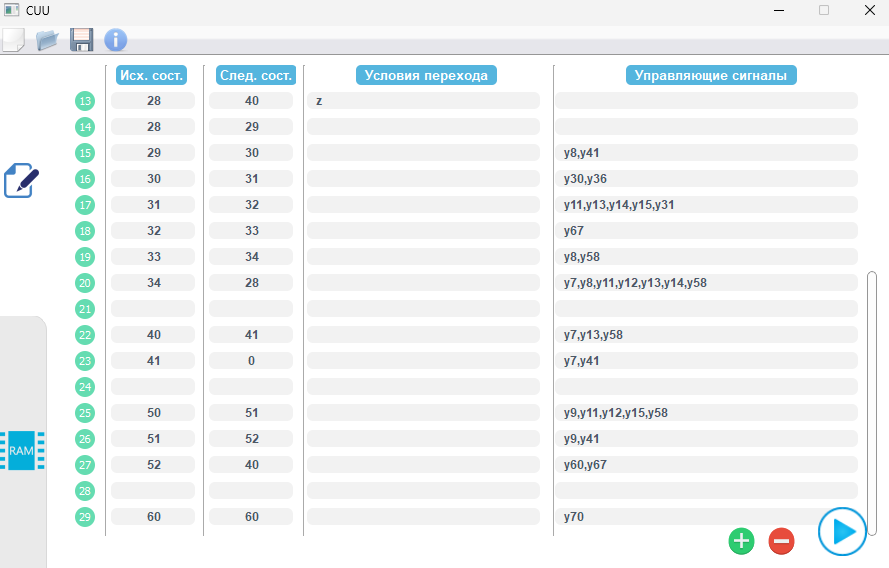 CUU
Исх. сост. След. сост. Условия перехода Управляющие сигналы
13 28 40 z
14 28 29
15 29 30 y8,y41
16 30 31 y30,y36
17 31 32 y11,y13,y14,y15,y31
18 32 33 y67
19 33 34 y8,y58
20 34 28 y7,y8,y11,y12,y13,y14,y58
21
22 40 41 y7,y13,y58
23 41 0 y7,y41
24
25 50 51 y9,y11,y12,y15,y58
26 51 52 y9,y41
RAM
27 52 40 y60,y67
28
29 60 60 y70